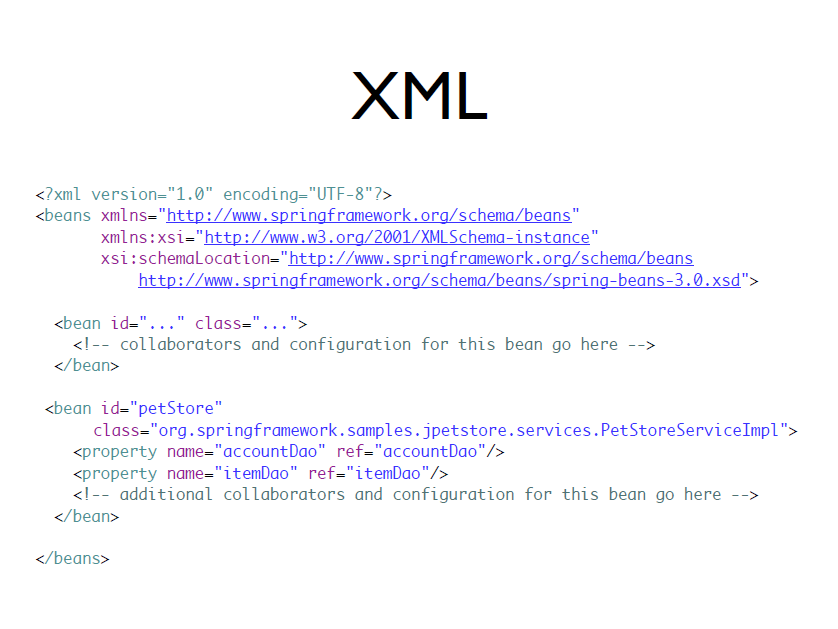 XML
<?xml version="1.0" encoding="UTF-8"?>
<beans xmlns="http://www.springframework.org/schema/beans"
xmlns:xsi="http://www.w3.org/2001/XMLSchema-instance"
xsi:schemaLocation="http://www.springframework.org/schema/beans
http://www.springframework.org/schema/beans/spring-beans-3.0.xsd">
<bean id="..." class="...">
<!-- collaborators and configuration for this bean go here -->
</bean>
<bean id="petStore"
class="org.springframework.samples.jpetstore.services.PetStoreServiceImpl">
<property name="accountDao" ref="accountDao"/>
<property name="itemDao" ref="itemDao"/>
<!-- additional collaborators and configuration for this bean go here -->
</bean>
</beans>